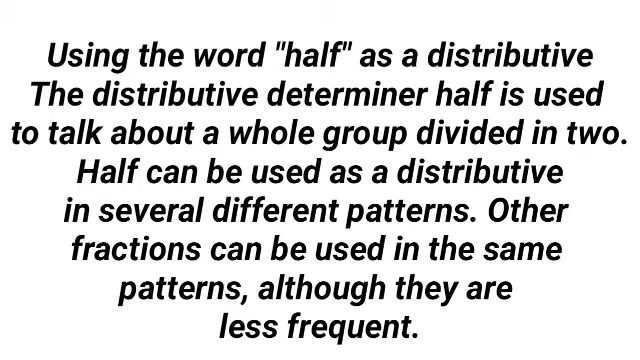 Using the word "half" as a distributive
The distributive determiner half is used
to talk about a whole group divided in two.
Half can be used as a distributive
in several different patterns. Other
fractions can be used in the same
patterns, although they are
less frequent.